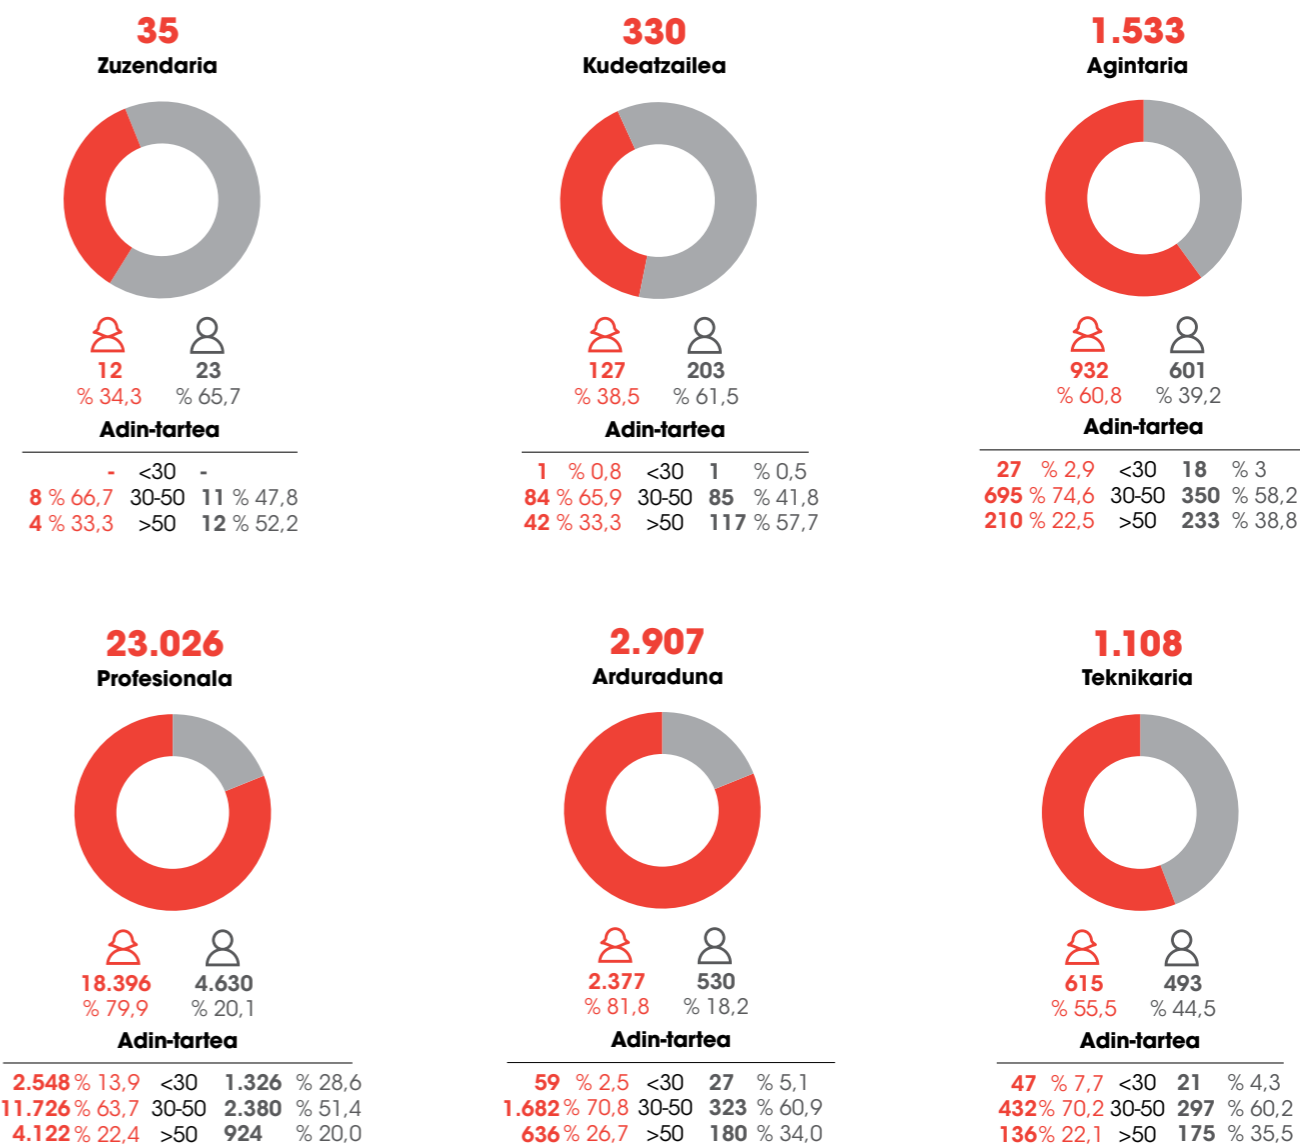 35
Zuzendaria
12 23
% 34,3 % 65,7
Adin-tartea
- <30 -
8 % 66,7 30-50 11 % 47,8
4 % 33,3 >50 12 % 52,2
330
Kudeatzailea
127 203
% 38,5 % 61,5
Adin-tartea
1 % 0,8 <30 1 % 0,5
84 % 65,9 30-50 85 % 41,8
42 % 33,3 >50 117 % 57,7
1.533
Agintaria
932 601
% 60,8 % 39,2
Adin-tartea
27 % 2,9 <30 18 % 3
695 % 74,6 30-50 350 % 58,2
210 % 22,5 >50 233 % 38,8
23.026
Profesionala
18.396 4.630
% 79,9 % 20,1
Adin-tartea
2.548 % 13,9 <30 1.326 % 28,6
11.726 % 63,7 30-50 2.380 % 51,4
4.122 % 22,4 >50 924 % 20,0
2.907
Arduraduna
2.377 530
% 81,8 % 18,2
Adin-tartea
59 % 2,5 <30 27 % 5,1
1.682 % 70,8 30-50 323 % 60,9
636 % 26,7 >50 180 % 34,0
1.108
Teknikaria
615 493
% 55,5 % 44,5
Adin-tartea
47 % 7,7 <30 21 % 4,3
432 % 70,2 30-50 297 % 60,2
136 % 22,1 >50 175 % 35,5